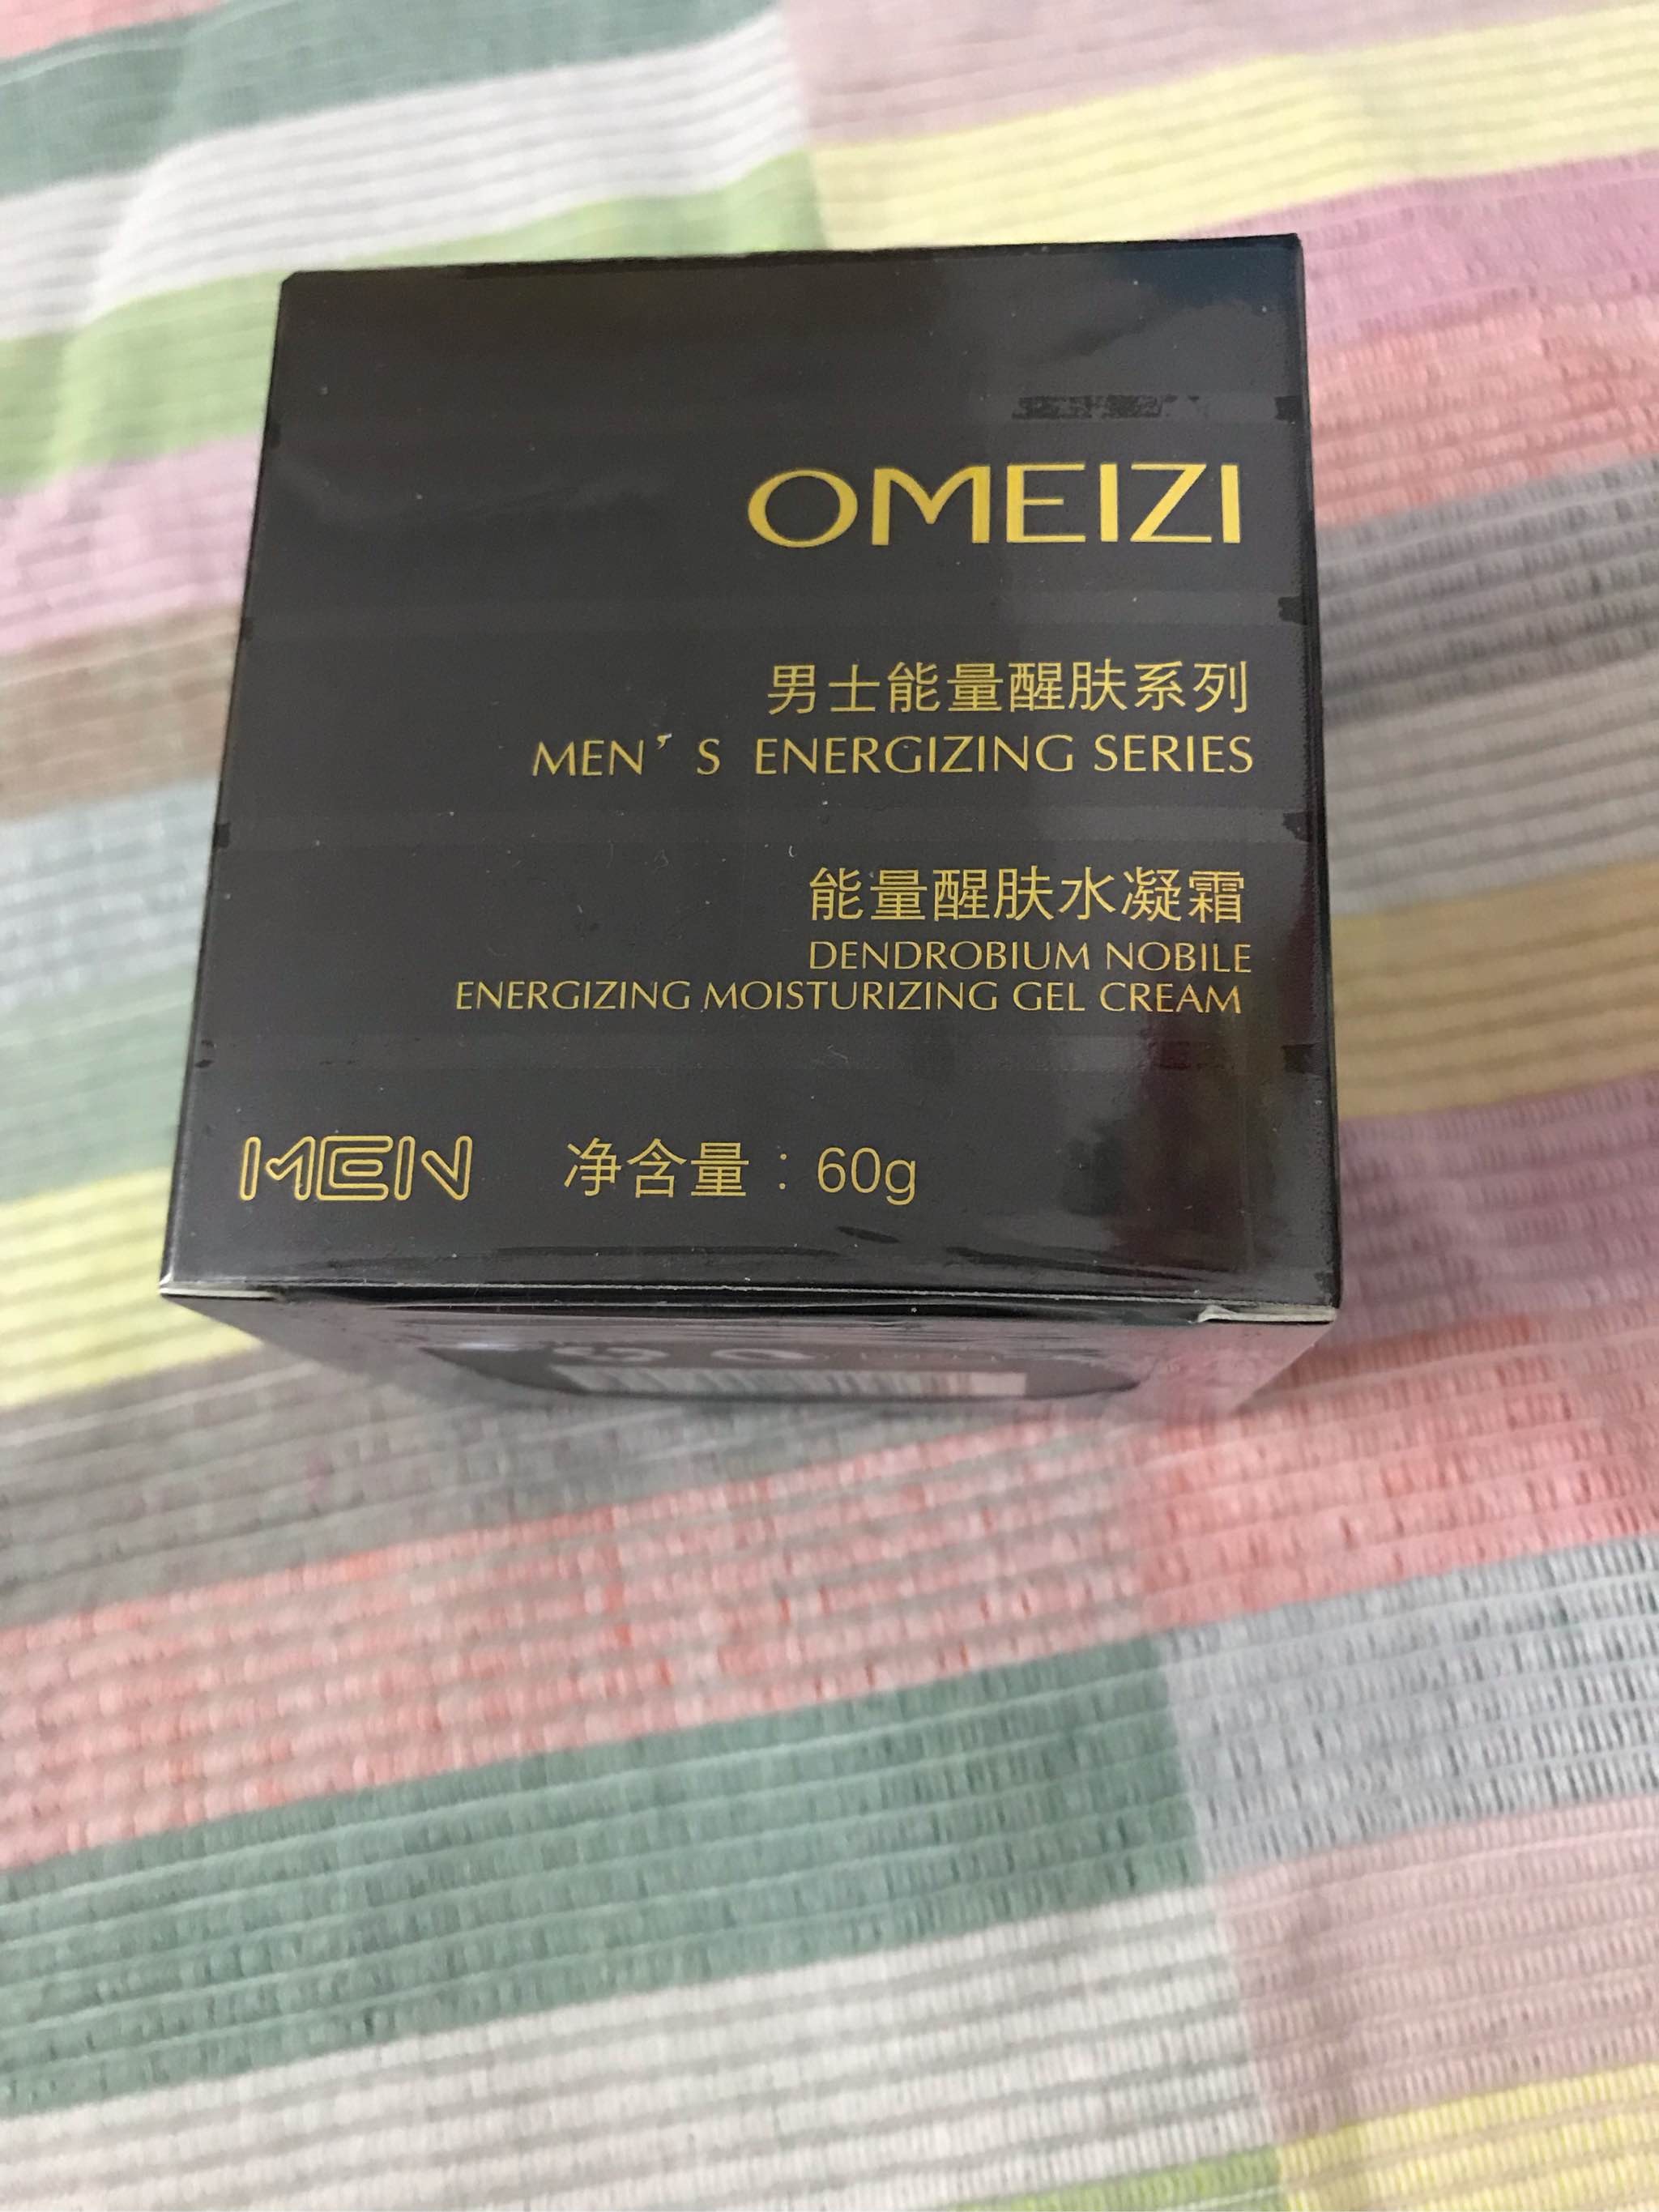 OMEIZI
男士能量醒肤系列
MEN'S ENERGIZING SERIES
能量醒肤水凝霜
DENDROBIUM NOBILE
ENERGIZING MOISTURIZING GEL CREAM
MEN 净含量:60g